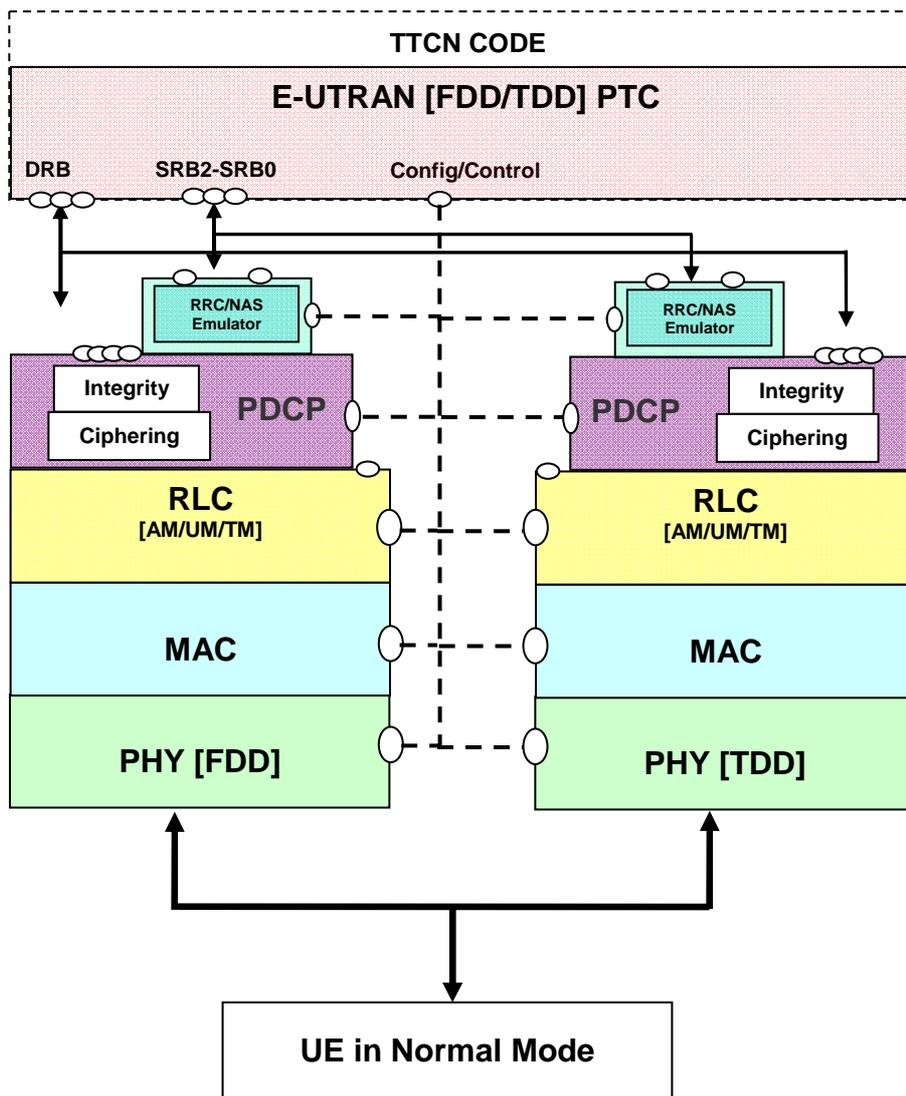 TTCN CODE
E-UTRAN [FDD/TDD] PTC
DRB
SRB2-SRB0
Config/Control
RRC/NAS
Emulator
RRC/NAS
Emulator
Integrity
Ciphering
PDCP
PDCP
Integrity
Ciphering
RLC
[AM/UM/TM]
RLC
[AM/UM/TM]
MAC
MAC
PHY [FDD]
PHY [TDD]
UE in Normal Mode